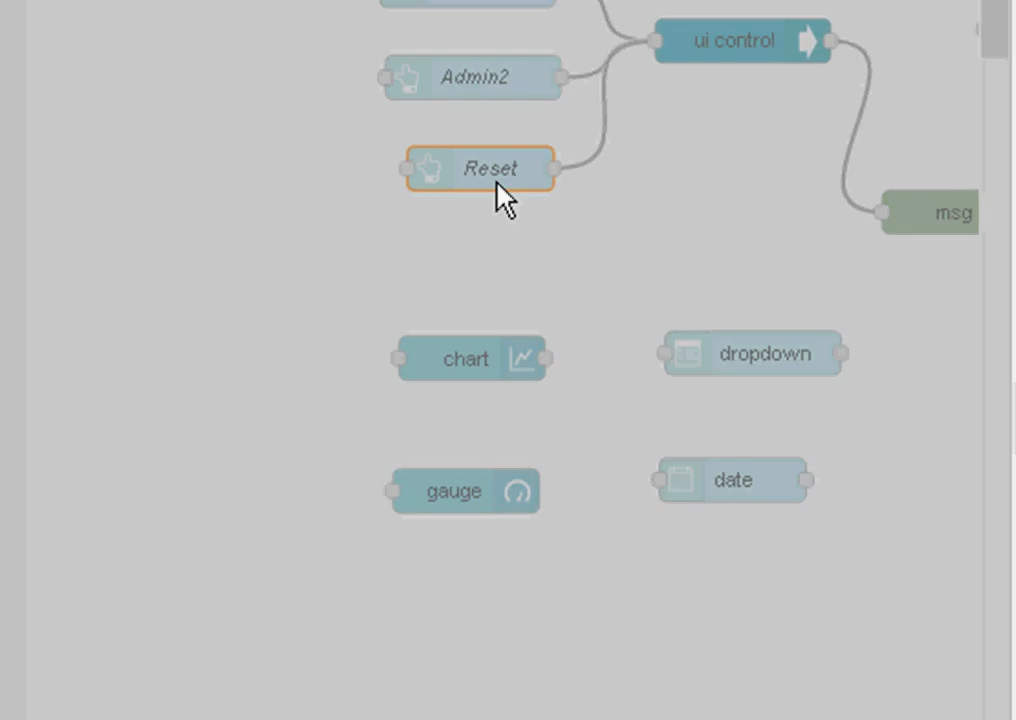 ui control
Admin2
Reset
msg
chart
dropdown
gauge
date